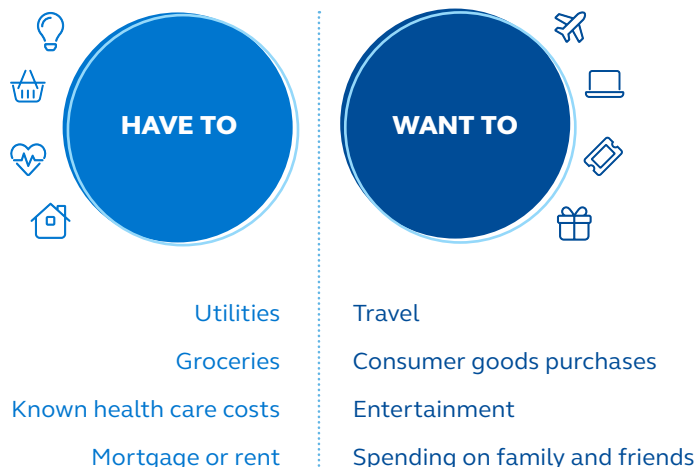 HAVE TO
WANT TO
Utilities
Groceries
Known health care costs
Mortgage or rent
Travel
Consumer goods purchases
Entertainment
Spending on family and friends